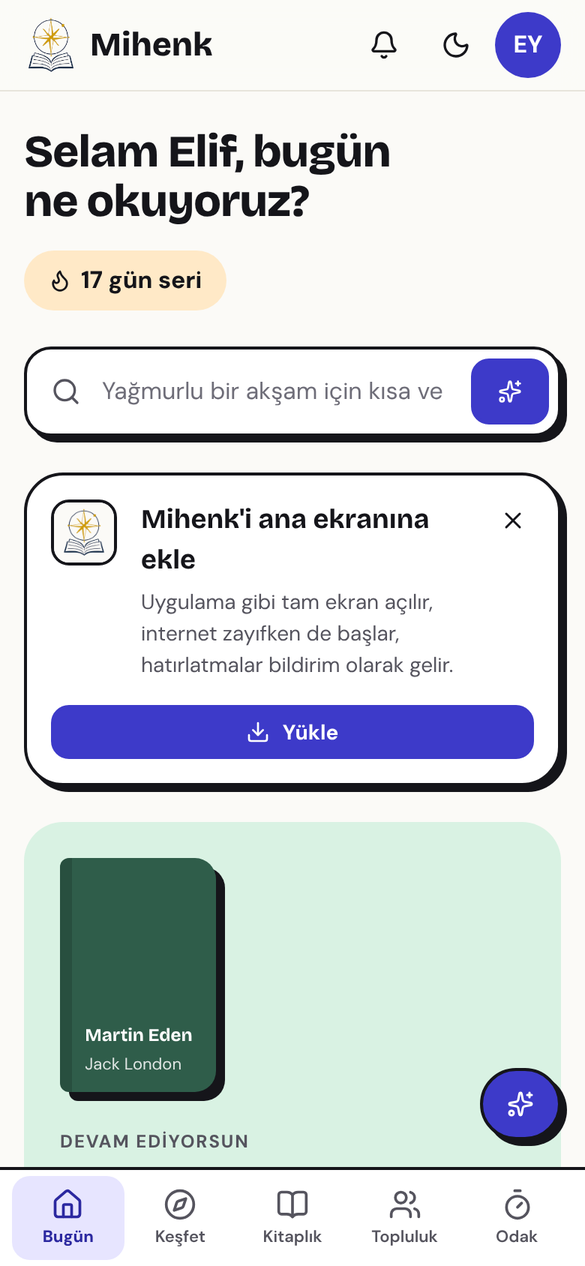 Mihenk
EY
Selam Elif, bugün
ne okuyoruz?
17 gün seri
Yağmurlu bir akşam için kısa ve
Mihenk'i ana ekranına
ekle
Uygulama gibi tam ekran açılır,
internet zayıfken de başlar,
hatırlatmalar bildirim olarak gelir.
Yükle
Martin Eden
Jack London
DEVAM EDİYORSUN
Bugün
Keşfet
Kitaplık
Topluluk
Odak